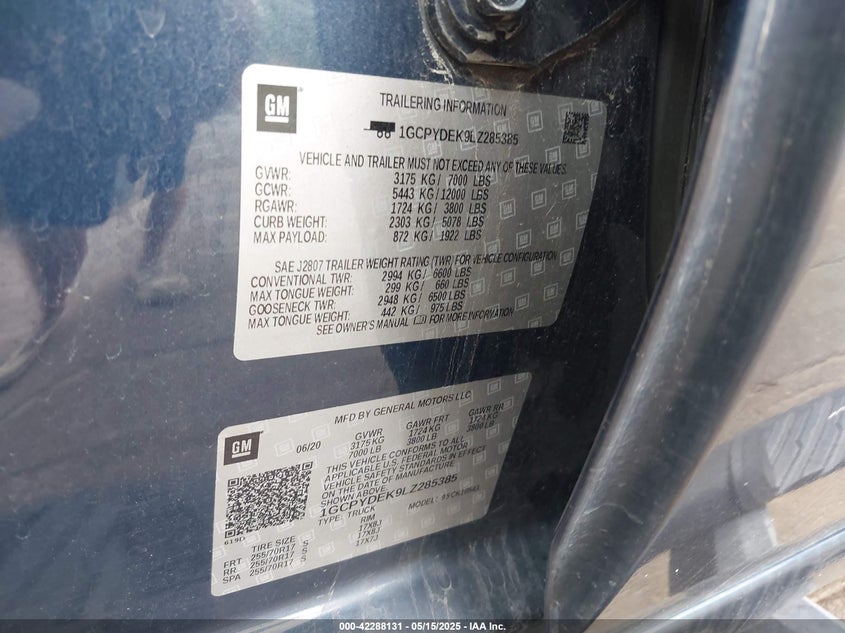 GM
TRAILERING INFORMATION
1GCPYDEK9LZ285385
VEHICLE AND TRAILER MUST NOT EXCEED ANY OF THESE VALUES.
GVWR: 3175 KG/ 7000 LBS
GCWR: 5443 KG/12000 LBS
RGAWR: 1724 KG/ 3800 LBS
CURB WEIGHT: 2303 KG/ 5078 LBS
MAX PAYLOAD: 872 KG/ 1922 LBS
SAE J2807 TRAILER WEIGHT RATING (TWR) FOR VEHICLE CONFIGURATION
CONVENTIONAL TWR: 2994 KG/ 6600 LBS
MAX TONGUE WEIGHT: 299 KG/ 660 LBS
GOOSENECK TWR: 2948 KG/ 6500 LBS
MAX TONGUE WEIGHT: 442 KG/ 975 LBS
SEE OWNER'S MANUAL FOR MORE INFORMATION
GM
MFD BY GENERAL MOTORS LLC
06/20
GVWR GAWR FRT GAWR RR
3175 KG 1724 KG 1724 KG
7000 LB 3800 LB 3800 LB
THIS VEHICLE CONFORMS TO ALL
APPLICABLE U.S. FEDERAL MOTOR
VEHICLE SAFETY STANDARDS IN EFFECT
ON THE DATE OF MANUFACTURE
SHOWN ABOVE.
1GCPYDEK9LZ285385
TYPE: TRUCK MODEL:
619D
TIRE SIZE RIM
FRT 255/70R17 S 17X8J
RR 255/70R17 S 17X8J
SPA 255/70R17 S 17X7J
000-42288131 - 05/15/2025 - IAA Inc.